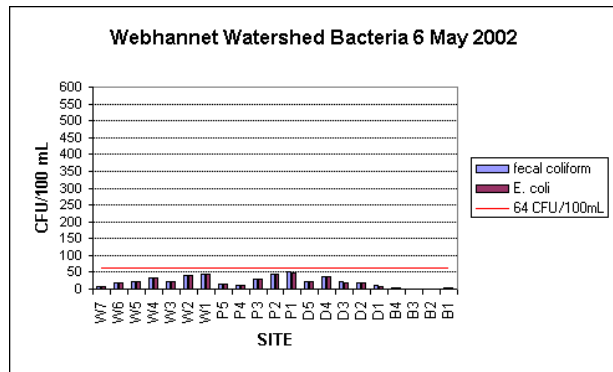 Webhannet Watershed Bacteria 6 May 2002
CFU/100 mL
600
550
500
450
400
350
300
250
200
150
100
50
0
W7 W6 W5 W4 W3 W2 W1 P5 P4 P3 P2 P1 D5 D4 D3 D2 D1 B4 B3 B2 B1
SITE
fecal coliform
E. coli
64 CFU/100mL